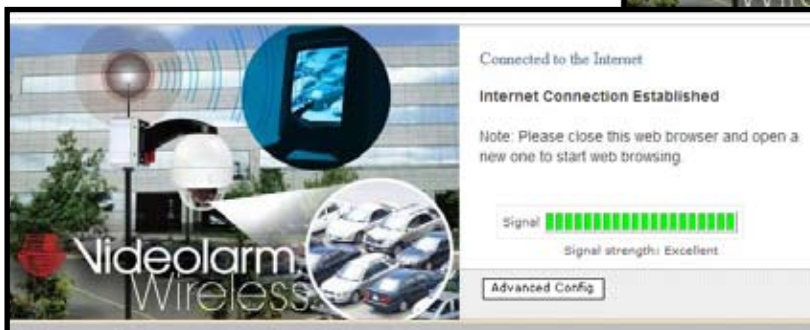 Connected to the Internet
Internet Connection Established
Note: Please close this web browser and open a
new one to start web browsing.
Signal
Signal strength: Excellent
Advanced Config
Videolarm
Wireless